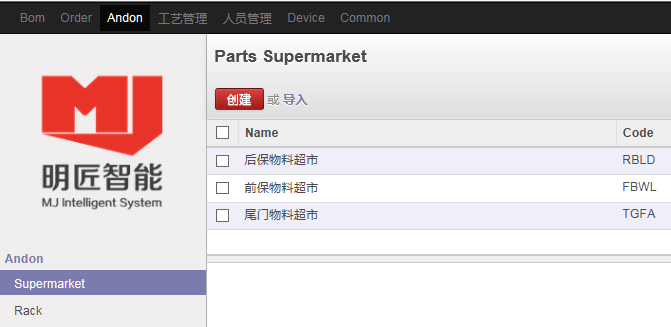 Bom Order Andon 工艺管理 人员管理 Device Common
明匠智能
MJ Intelligent System
Andon
Supermarket
Rack
Parts Supermarket
创建 或 导入
Name Code
后保物料超市 RBLD
前保物料超市 FBWL
尾门物料超市 TGFA